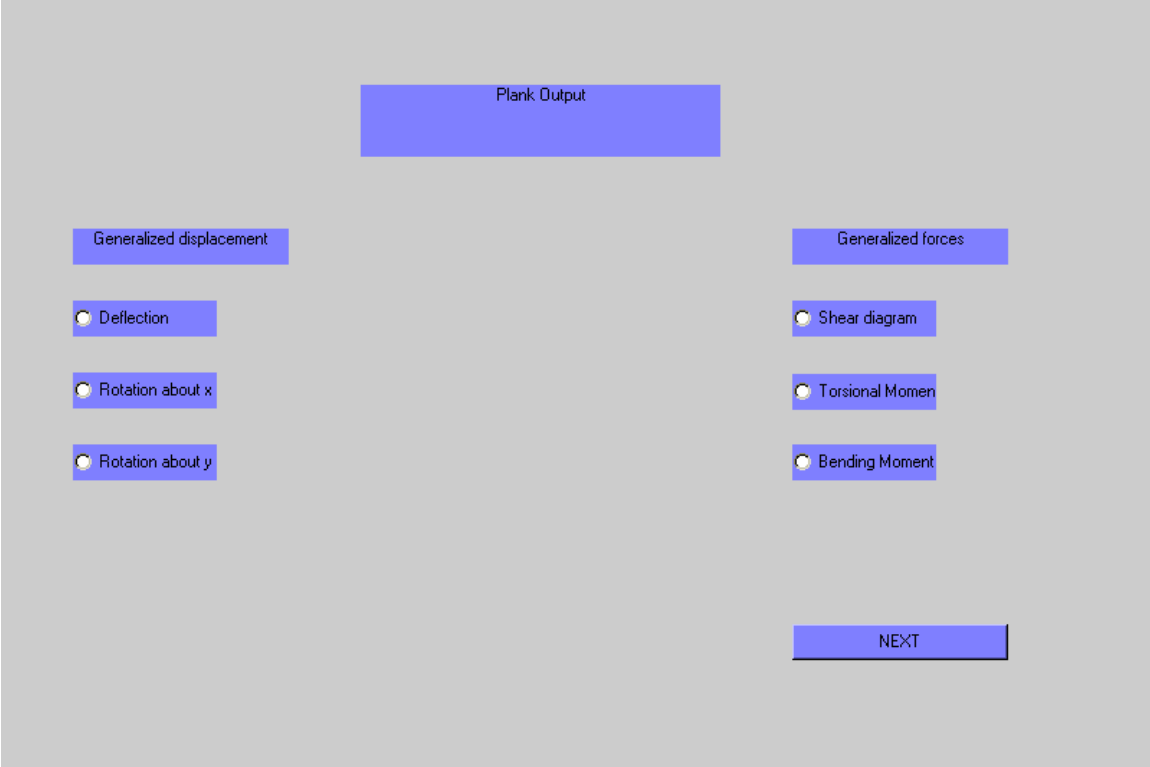 Plank Output
Generalized displacement
Deflection
Rotation about x
Rotation about y
Generalized forces
Shear diagram
Torsional Momen
Bending Moment
NEXT